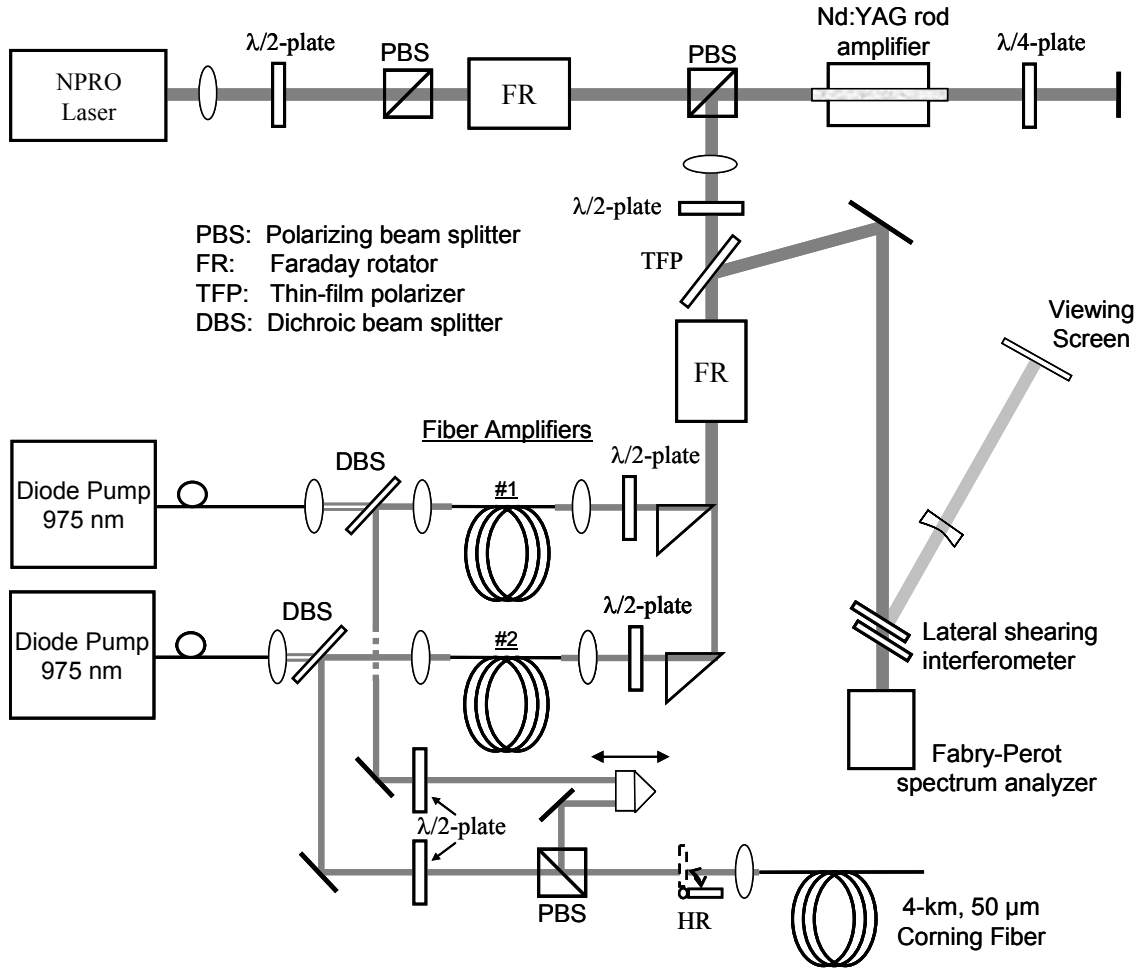 NPRO
Laser
λ/2-plate
PBS
FR
PBS
Nd:YAG rod
amplifier
λ/4-plate
λ/2-plate
TFP
PBS: Polarizing beam splitter
FR: Faraday rotator
TFP: Thin-film polarizer
DBS: Dichroic beam splitter
FR
Viewing
Screen
Fiber Amplifiers
Diode Pump
975 nm
DBS
#1
λ/2-plate
Diode Pump
975 nm
DBS
#2
λ/2-plate
Lateral shearing
interferometer
Fabry-Perot
spectrum analyzer
λ/2-plate
PBS
HR
4-km, 50 μm
Corning Fiber